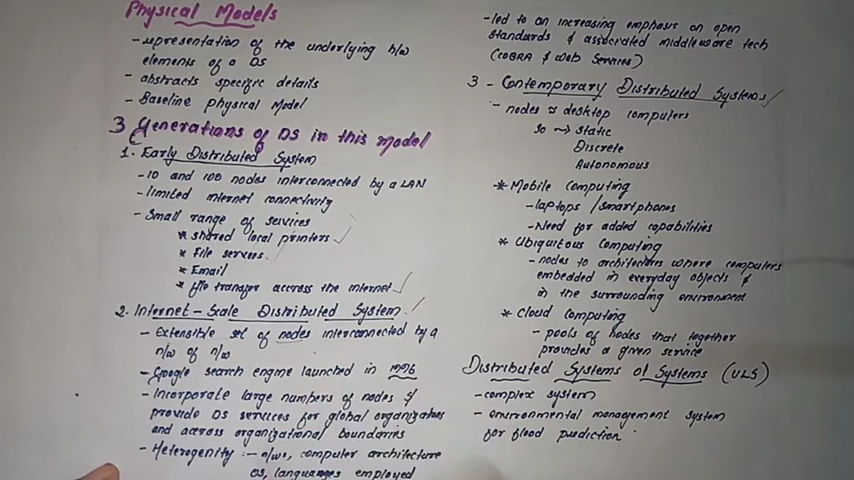 Physical Models
- representation of the underlying h/w
elements of a DS
- abstracts specific details
- Baseline Physical Model
3 Generations of DS in this model
1. Early Distributed System
- 10 and 100 nodes interconnected by a LAN
- limited internet connectivity
- Small range of services
* shared local printers
* File servers
* Email
* file transfer accross the internet
2. Internet-Scale Distributed System
- Extensible set of nodes interconnected by a
n/w of n/w
- Google search engine launched in 1996
- Incorporate large numbers of nodes &
provide DS services for global organizations
and accross organizational boundaries
- Heterogenity :- n/ws, computer architecture
OS, languages employed
- led to an increasing emphasis on open
standards & associated middleware tech
(COBRA & Web Services)
3 - Contemporary Distributed Systems
- nodes ≈ desktop computers
so → static
Discrete
Autonomous
* Mobile Computing
- laptops / smartphones
- Need for added capabilities
* Ubiquitous Computing
- nodes to architectures where computers
embedded in everyday objects &
in the surrounding environment
* Cloud Computing
- pools of nodes that together
provides a given service
Distributed Systems of Systems (ULS)
- complex system
- environmental management system
for flood prediction